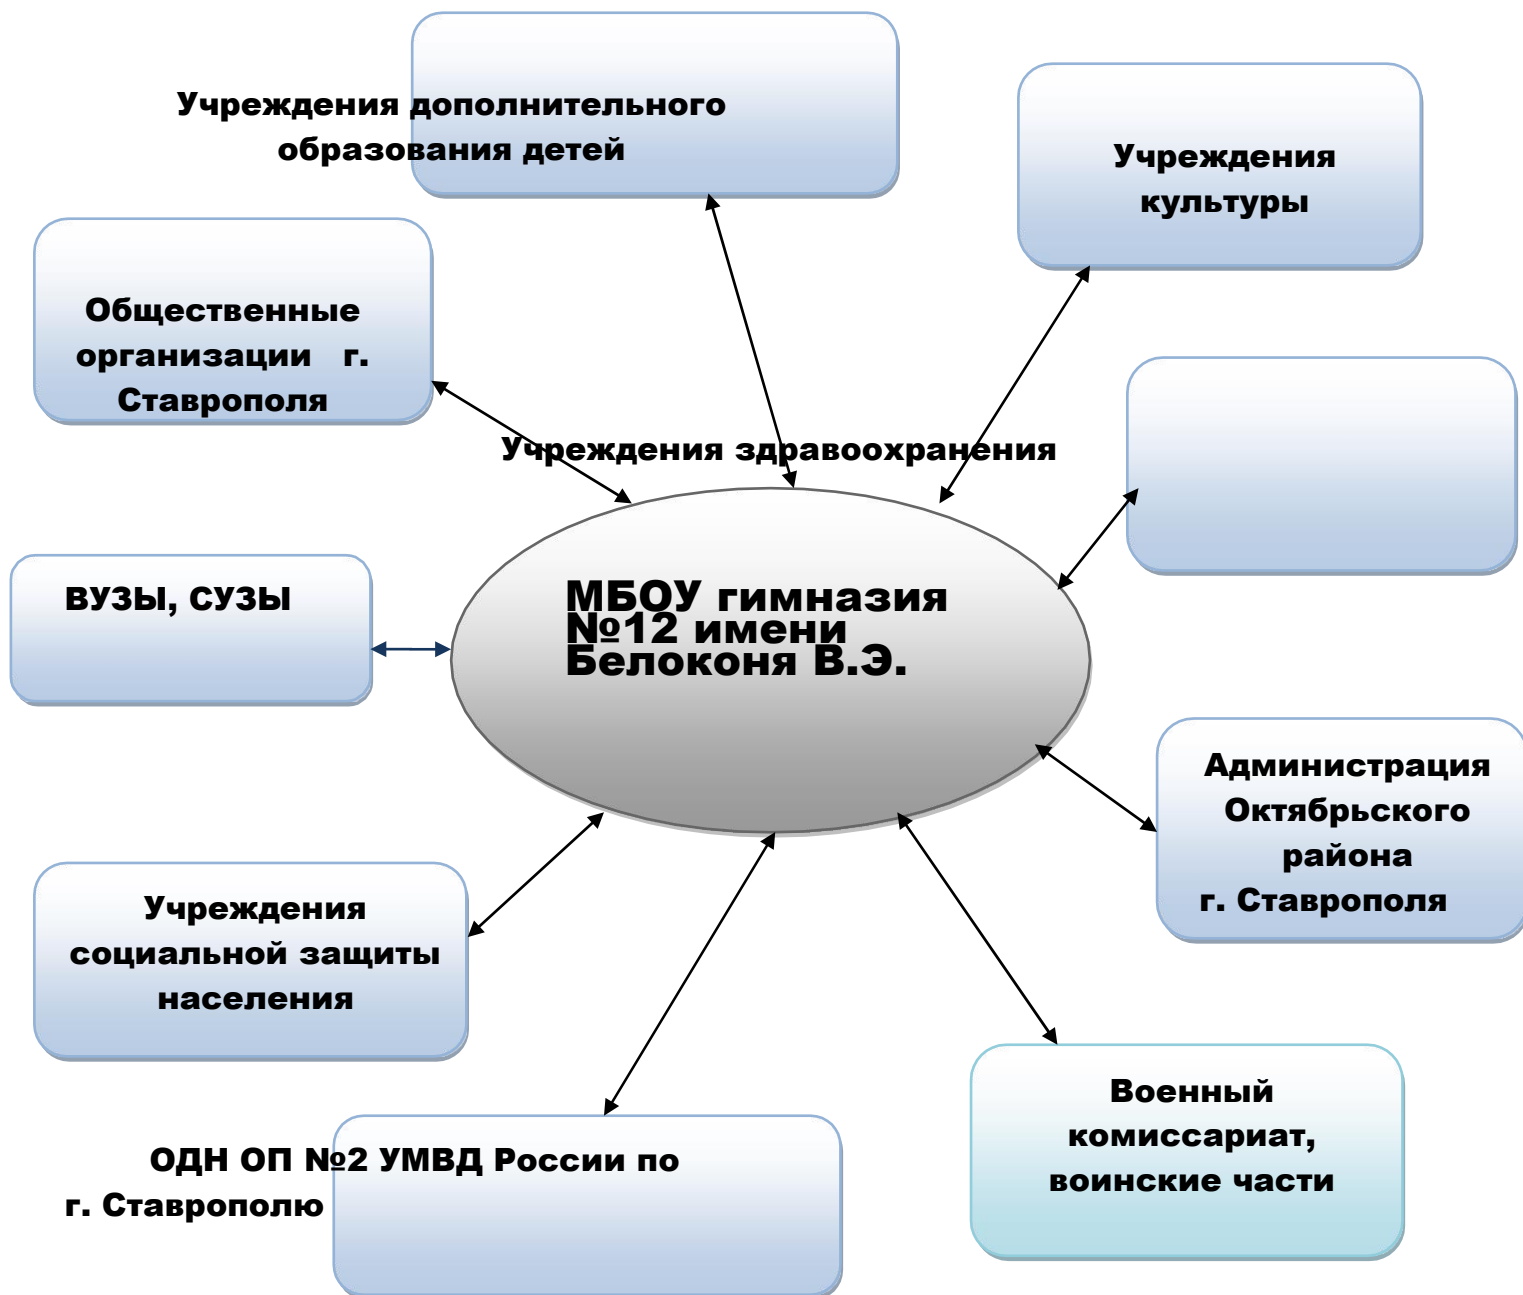 Учреждения дополнительного
образования детей
Учреждения
культуры
Общественные
организации г.
Ставрополя
Учреждения здравоохранения
ВУЗЫ, СУЗЫ
МБОУ гимназия
№12 имени
Белоконя В.Э.
Администрация
Октябрьского
района
г. Ставрополя
Учреждения
социальной защиты
населения
Военный
комиссариат,
воинские части
ОДН ОП №2 УМВД России по
г. Ставрополю